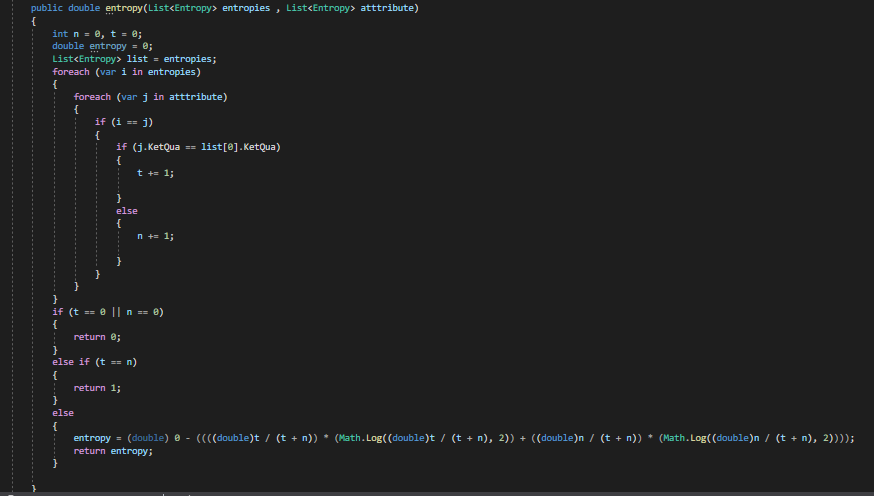 public double entropy(List<Entropy> entropies , List<Entropy> atttribute)
{
int n = 0, t = 0;
double entropy = 0;
List<Entropy> list = entropies;
foreach (var i in entropies)
{
foreach (var j in atttribute)
{
if (i == j)
{
if (j.KetQua == list[0].KetQua)
{
t += 1;
}
else
{
n += 1;
}
}
}
}
if (t == 0 || n == 0)
{
return 0;
}
else if (t == n)
{
return 1;
}
else
{
entropy = (double) 0 - ((((double)t / (t + n)) * (Math.Log((double)t / (t + n), 2)) + ((double)n / (t + n)) * (Math.Log((double)n / (t + n), 2))));
return entropy;
}
}